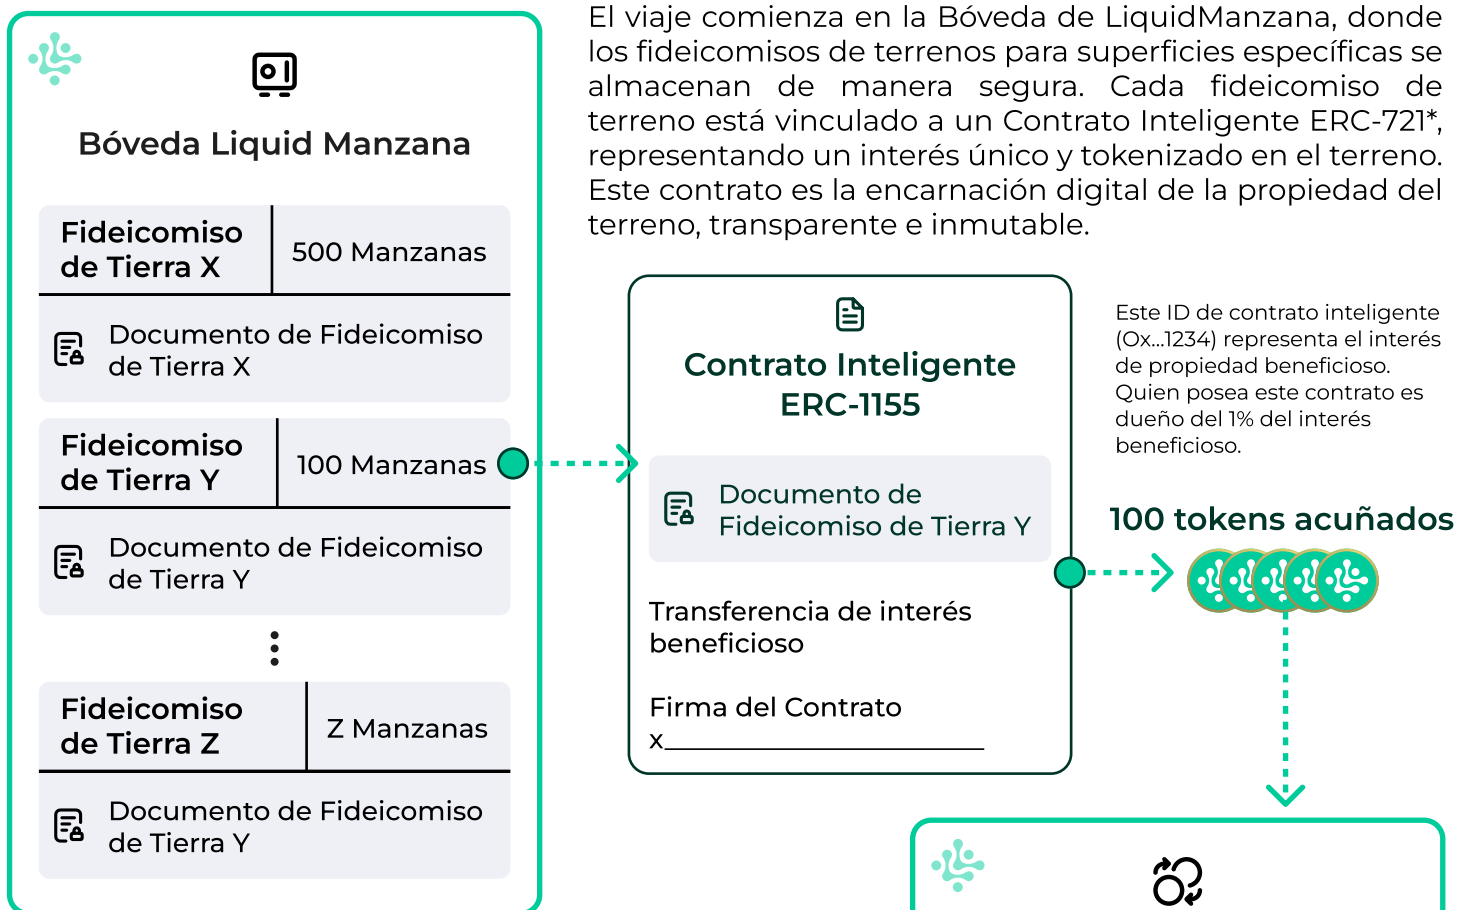 El viaje comienza en la Bóveda de LiquidManzana, donde
los fideicomisos de terrenos para superficies específicas se
almacenan de manera segura. Cada fideicomiso de
terreno está vinculado a un Contrato Inteligente ERC-721*,
representando un interés único y tokenizado en el terreno.
Este contrato es la encarnación digital de la propiedad del
terreno, transparente e inmutable.
Bóveda Liquid Manzana
Fideicomiso
de Tierra X
500 Manzanas
Documento de Fideicomiso
de Tierra X
Fideicomiso
de Tierra Y
100 Manzanas
Documento de Fideicomiso
de Tierra Y
Fideicomiso
de Tierra Z
Z Manzanas
Documento de Fideicomiso
de Tierra Y
Contrato Inteligente
ERC-1155
Documento de
Fideicomiso de Tierra Y
Transferencia de interés
beneficioso
Firma del Contrato
x
Este ID de contrato inteligente
(Ox...1234) representa el interés
de propiedad beneficioso.
Quien posea este contrato es
dueño del 1% del interés
beneficioso.
100 tokens acuñados